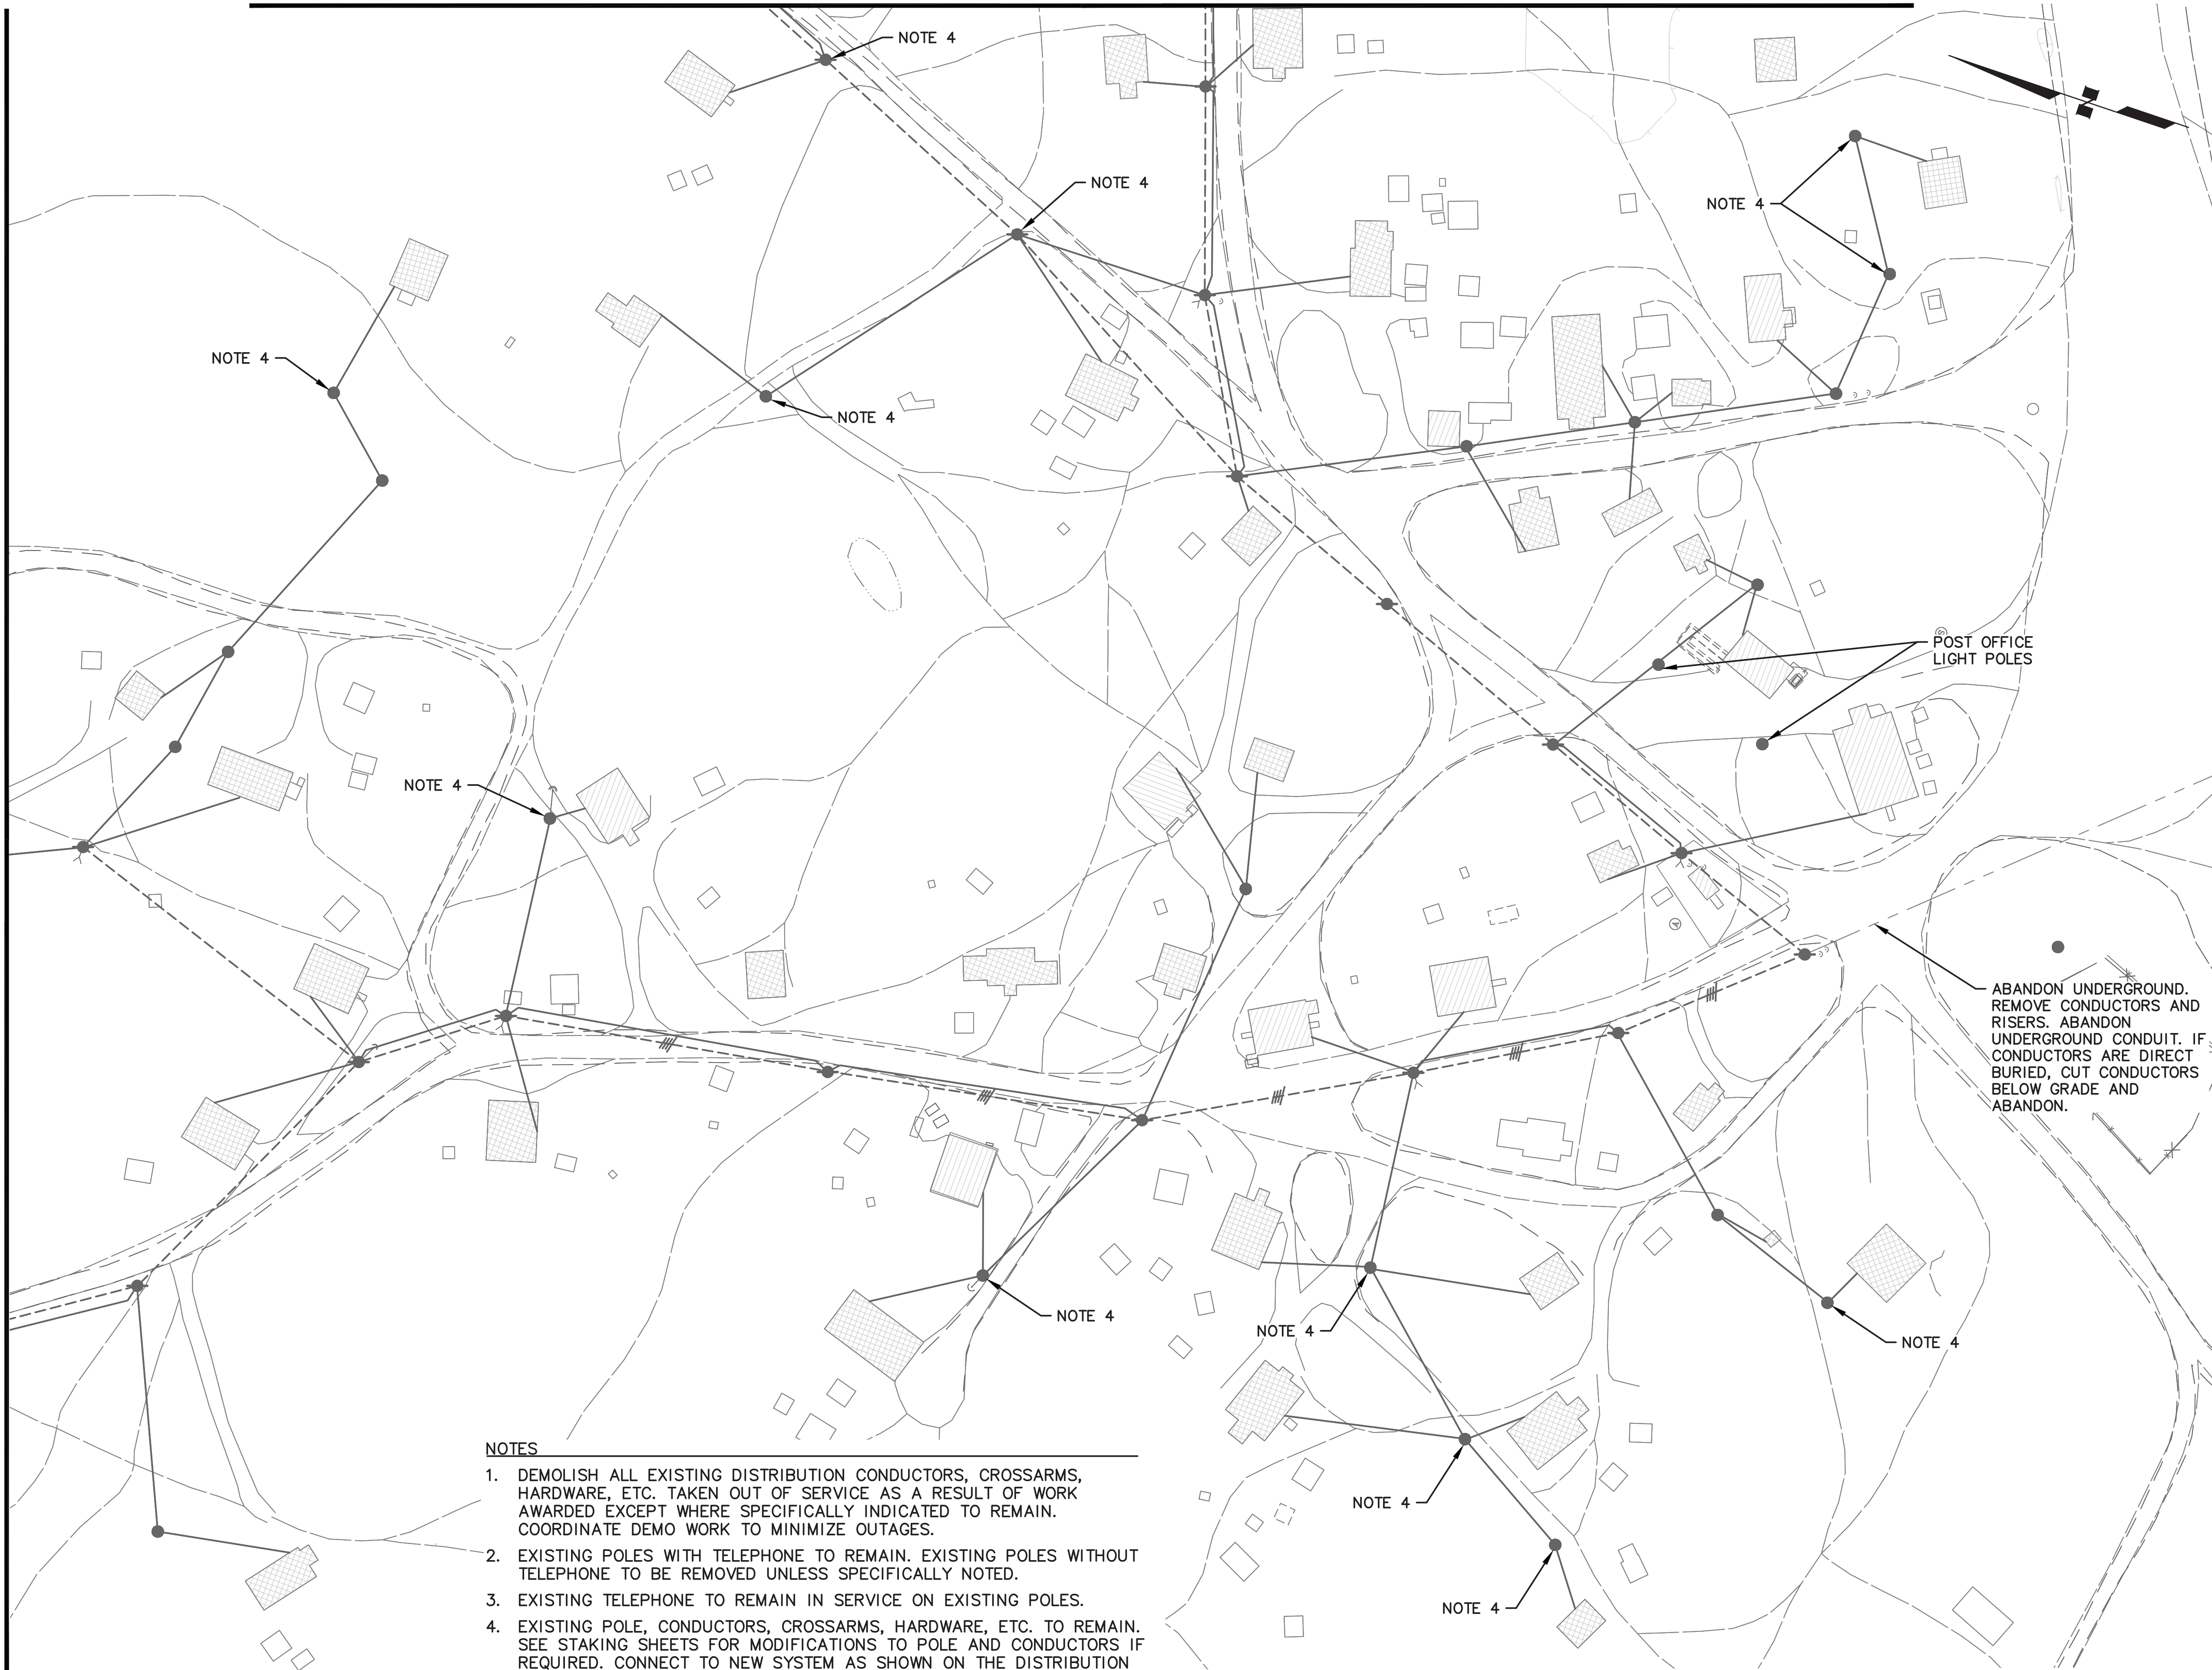 NOTE 4
NOTE 4
NOTE 4
NOTE 4
NOTE 4
POST OFFICE
LIGHT POLES
NOTE 4
ABANDON UNDERGROUND.
REMOVE CONDUCTORS AND
RISERS. ABANDON
UNDERGROUND CONDUIT. IF
CONDUCTORS ARE DIRECT
BURIED, CUT CONDUCTORS
BELOW GRADE AND
ABANDON.
NOTE 4
NOTE 4
NOTE 4
NOTE 4
NOTE 4
NOTES
1. DEMOLISH ALL EXISTING DISTRIBUTION CONDUCTORS, CROSSARMS,
HARDWARE, ETC. TAKEN OUT OF SERVICE AS A RESULT OF WORK
AWARDED EXCEPT WHERE SPECIFICALLY INDICATED TO REMAIN.
COORDINATE DEMO WORK TO MINIMIZE OUTAGES.
2. EXISTING POLES WITH TELEPHONE TO REMAIN. EXISTING POLES WITHOUT
TELEPHONE TO BE REMOVED UNLESS SPECIFICALLY NOTED.
3. EXISTING TELEPHONE TO REMAIN IN SERVICE ON EXISTING POLES.
4. EXISTING POLE, CONDUCTORS, CROSSARMS, HARDWARE, ETC. TO REMAIN.
SEE STAKING SHEETS FOR MODIFICATIONS TO POLE AND CONDUCTORS IF
REQUIRED. CONNECT TO NEW SYSTEM AS SHOWN ON THE DISTRIBUTION